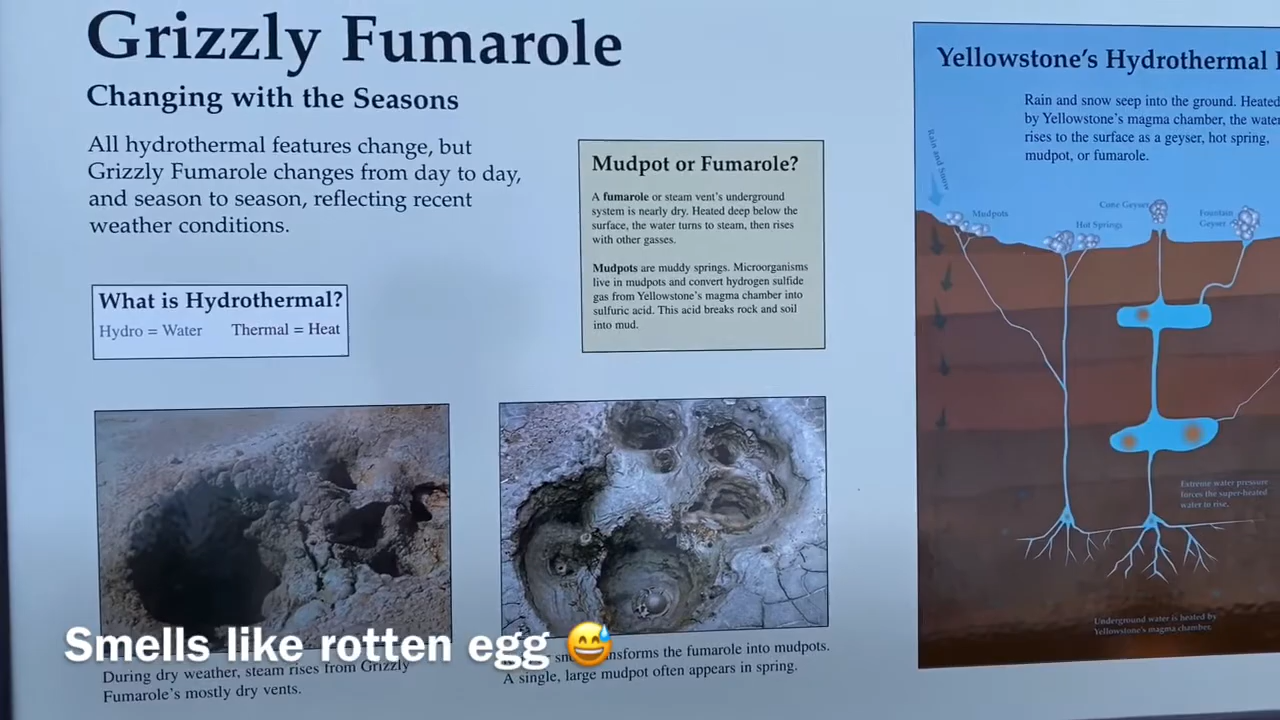 Grizzly Fumarole
Changing with the Seasons
All hydrothermal features change, but
Grizzly Fumarole changes from day to day,
and season to season, reflecting recent
weather conditions.
What is Hydrothermal?
Hydro = Water Thermal = Heat
Mudpot or Fumarole?
A fumarole or steam vent's underground
system is nearly dry. Heated deep below the
surface, the water turns to steam, then rises
with other gasses.
Mudpots are muddy springs. Microorganisms
live in mudpots and convert hydrogen sulfide
gas from Yellowstone's magma chamber into
sulfuric acid. This acid breaks rock and soil
into mud.
During dry weather, steam rises from Grizzly
Fumarole's mostly dry vents.
the fumarole into mudpots.
A single, large mudpot often appears in spring.
Smells like rotten egg 😅
Yellowstone's Hydrothermal
Rain and snow seep into the ground. Heated
by Yellowstone's magma chamber, the water
rises to the surface as a geyser, hot spring,
mudpot, or fumarole.
Rain and Snow
Mudpots
Hot Springs
Cone Geyser
Fountain
Geyser
Extreme water pressure
forces the super-heated
water to rise.
Underground water is heated by
Yellowstone's magma chamber.